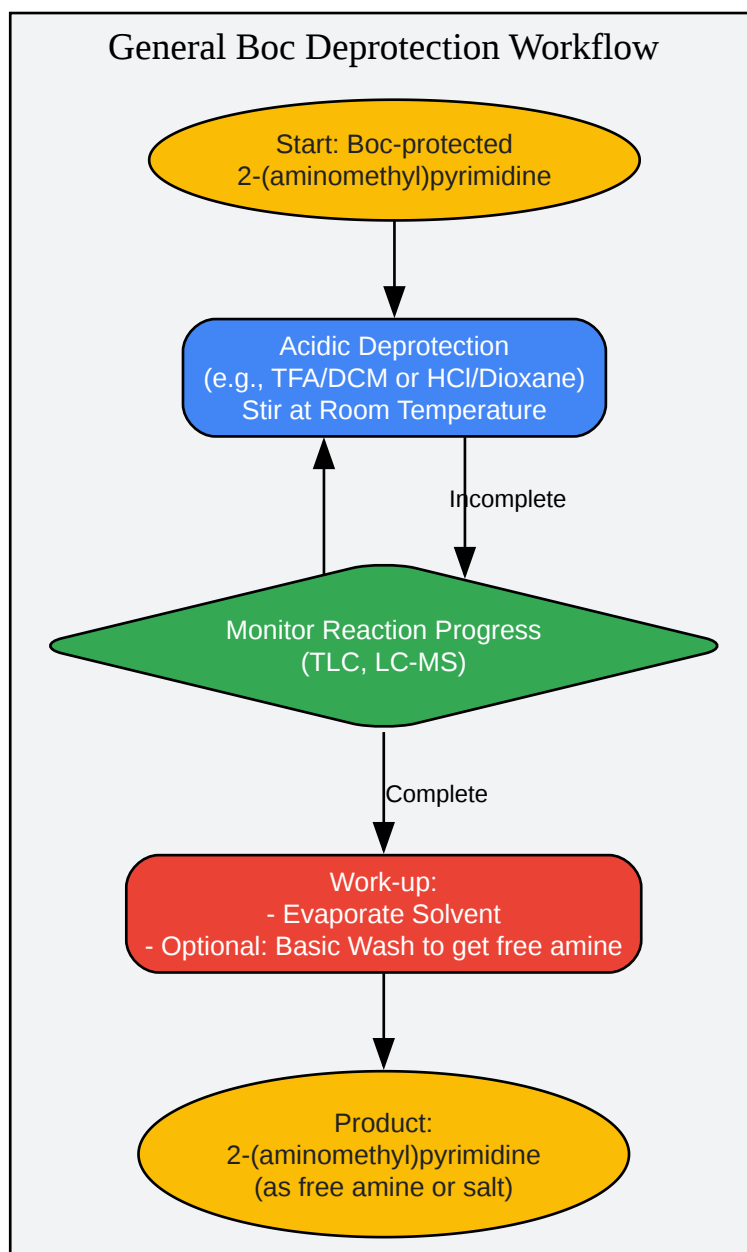 General Boc Deprotection Workflow
Start: Boc-protected
2-(aminomethyl)pyrimidine
Acidic Deprotection
(e.g., TFA/DCM or HCl/Dioxane)
Stir at Room Temperature
Incomplete
Monitor Reaction Progress
(TLC, LC-MS)
Complete
Work-up:
- Evaporate Solvent
- Optional: Basic Wash to get free amine
Product:
2-(aminomethyl)pyrimidine
(as free amine or salt)